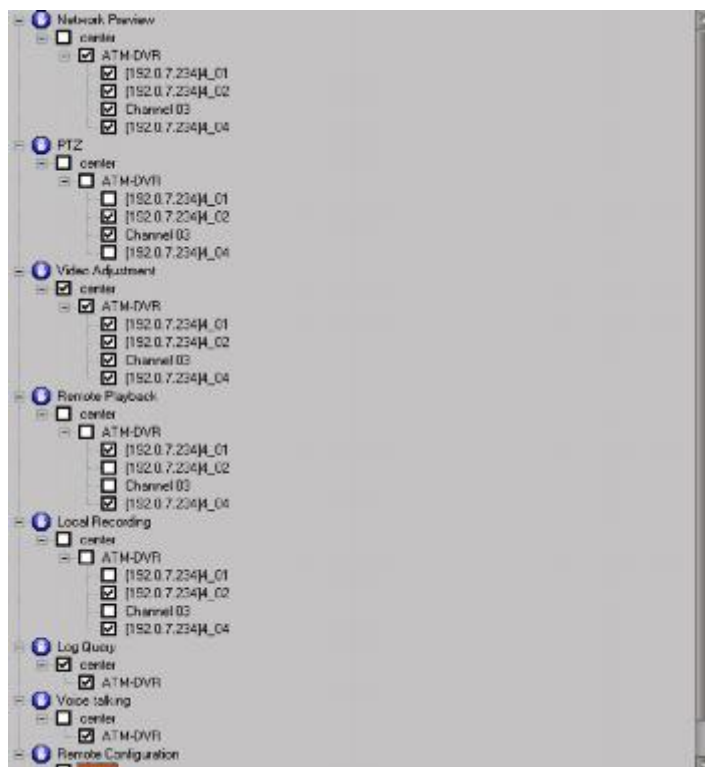 Network Preview
center
ATM-DVR
[192.0.7.234]4_01
[192.0.7.234]4_02
Channel 03
[192.0.7.234]4_04
PTZ
center
ATM-DVR
[192.0.7.234]4_01
[192.0.7.234]4_02
Channel 03
[192.0.7.234]4_04
Video Adjustment
center
ATM-DVR
[192.0.7.234]4_01
[192.0.7.234]4_02
Channel 03
[192.0.7.234]4_04
Remote Playback
center
ATM-DVR
[192.0.7.234]4_01
[192.0.7.234]4_02
Channel 03
[192.0.7.234]4_04
Local Recording
center
ATM-DVR
[192.0.7.234]4_01
[192.0.7.234]4_02
Channel 03
[192.0.7.234]4_04
Log Query
center
ATM-DVR
Voice talking
center
ATM-DVR
Remote Configuration